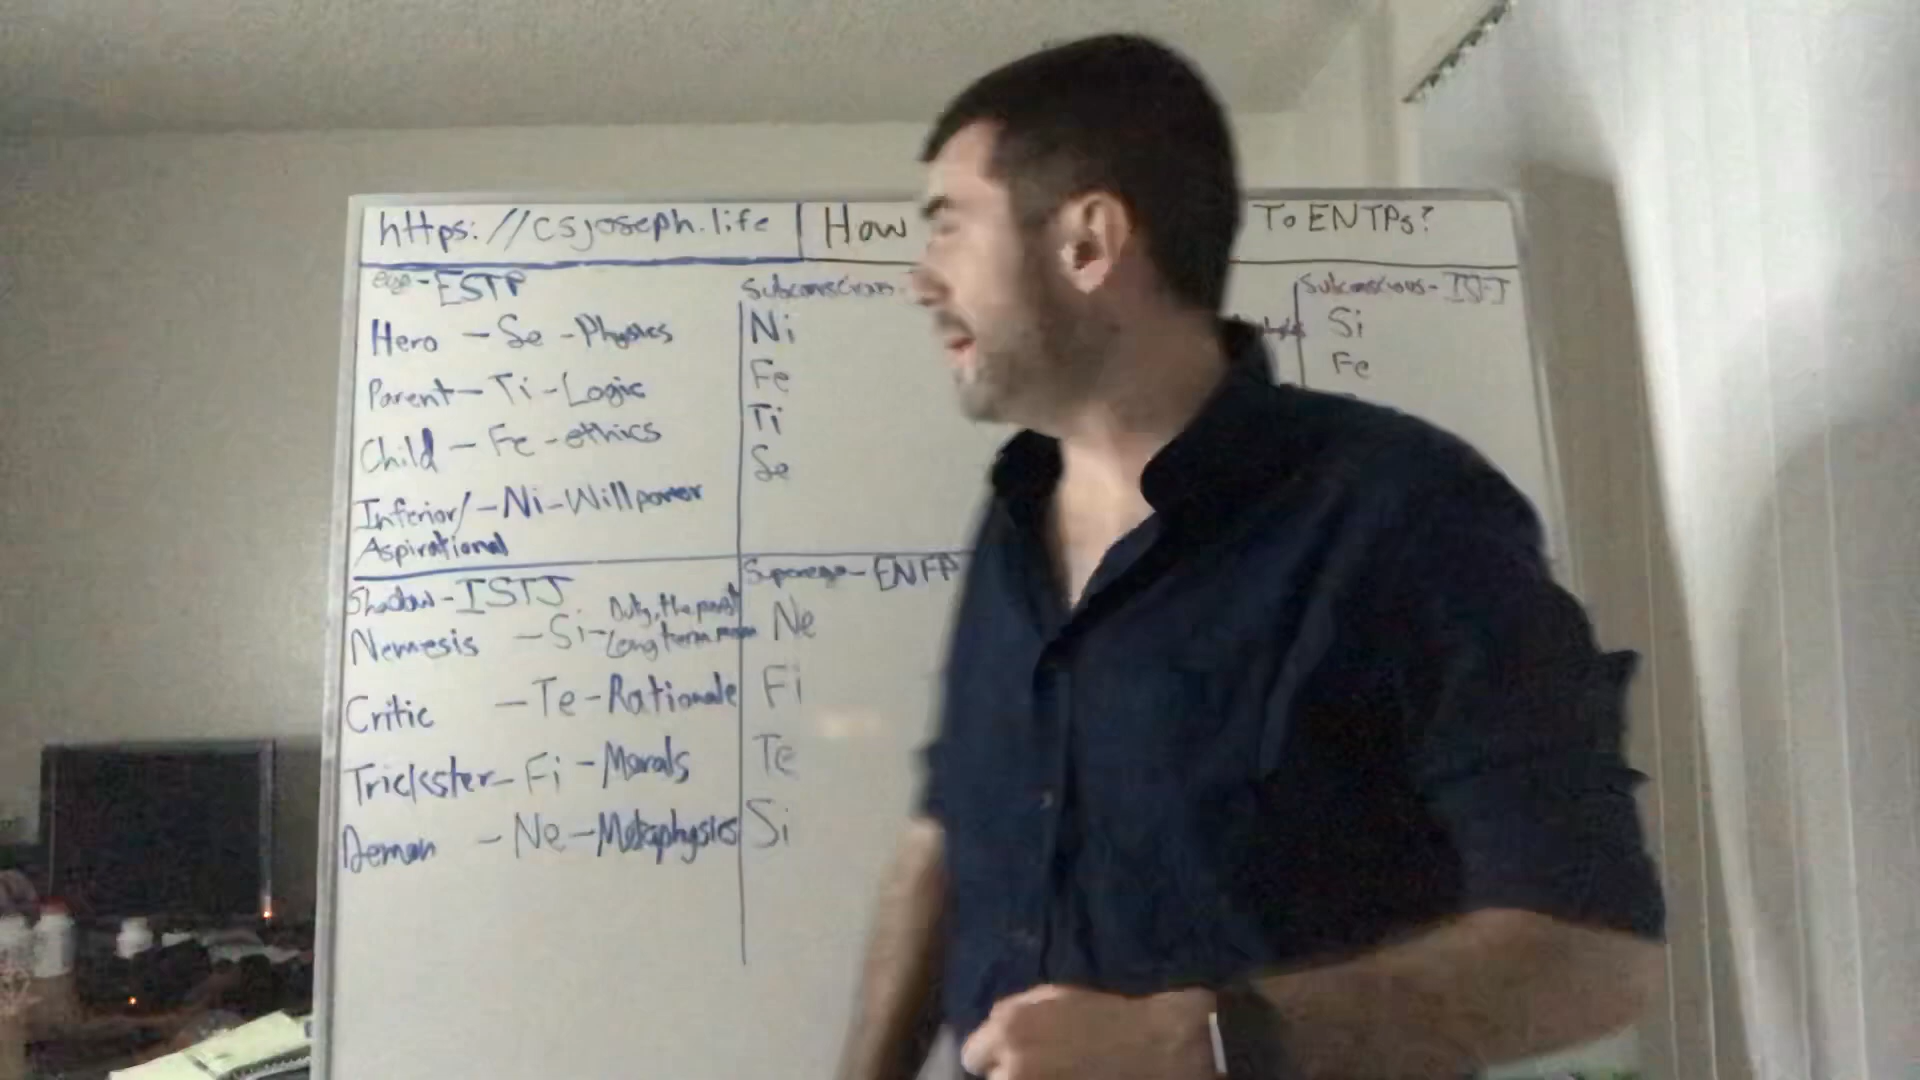 https://csjoseph.life | How To ENTPs?
ego-ESTP
Hero - Se - Physics
Parent - Ti - Logic
Child - Fe - ethics
Inferior/ - Ni - Willpower
Aspirational
Subconscious
Ni
Fe
Ti
Se
Subconscious - ISFJ
Si
Fe
Shadow - ISTJ
Nemesis - Si - Duty, the past
Long term mem
Critic - Te - Rationale
Trickster - Fi - Morals
Demon - Ne - Metaphysics
Superego - ENFP
Ne
Fi
Te
Si